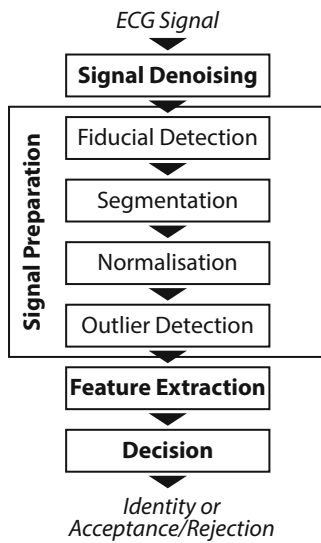 ECG Signal
Signal Denoising
Signal Preparation
Fiducial Detection
Segmentation
Normalisation
Outlier Detection
Feature Extraction
Decision
Identity or
Acceptance/Rejection